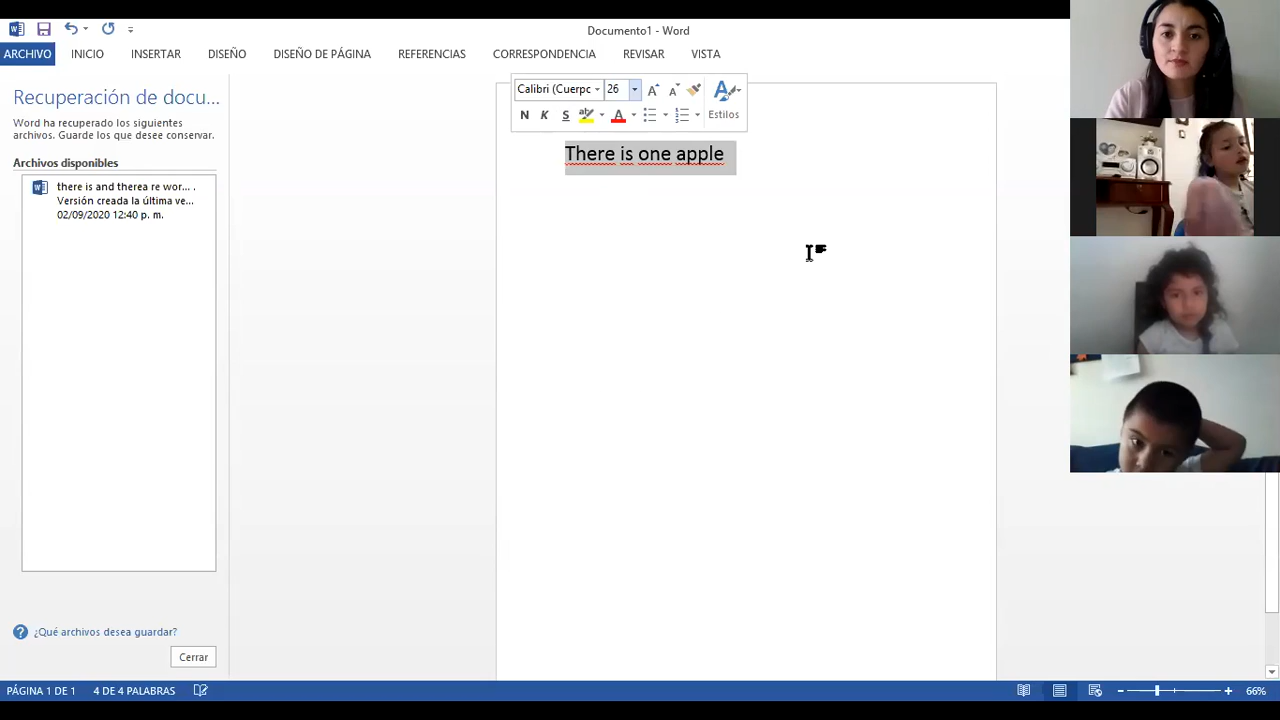 Documento1 - Word
ARCHIVO INICIO INSERTAR DISEÑO DISEÑO DE PÁGINA REFERENCIAS CORRESPONDENCIA REVISAR VISTA
Recuperación de docu...
Word ha recuperado los siguientes
archivos. Guarde los que desee conservar.
Archivos disponibles
there is and therea re wor... .
Versión creada la última ve...
02/09/2020 12:40 p. m.
¿Qué archivos desea guardar?
Cerrar
Calibri (Cuerpc 26
N K S Estilos
There is one apple
PÁGINA 1 DE 1 4 DE 4 PALABRAS 66%